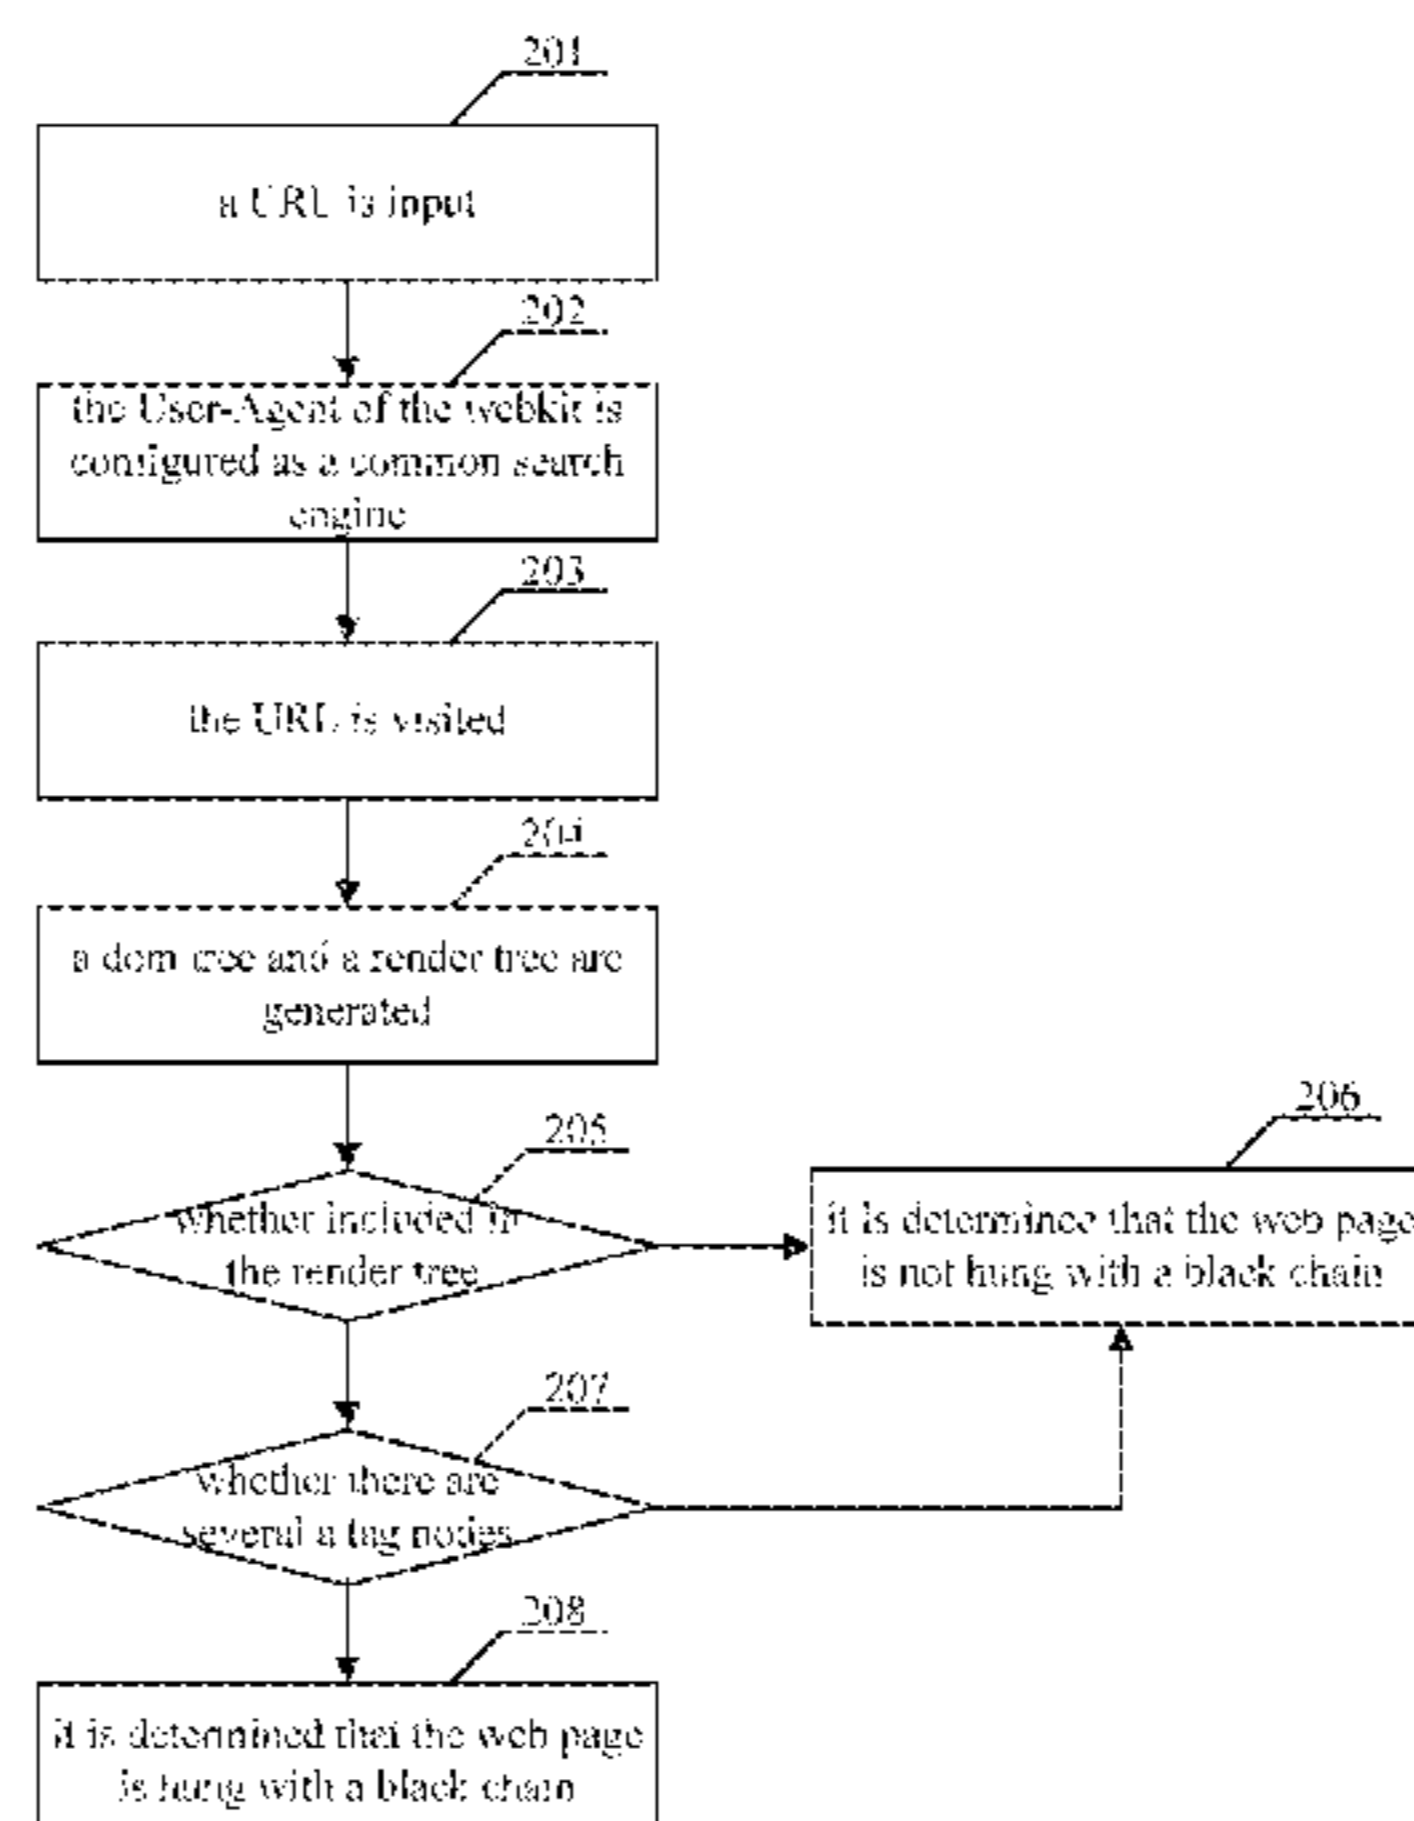 201
a URL is input
202
the User-Agent of the webkit is
configured as a common search
engine
203
the URL is visited
204
a dom tree and a render tree are
generated
205
whether included in
the render tree
206
it is determined that the web page
is not hung with a black chain
207
whether there are
several a tag nodes
208
it is determined that the web page
is hung with a black chain